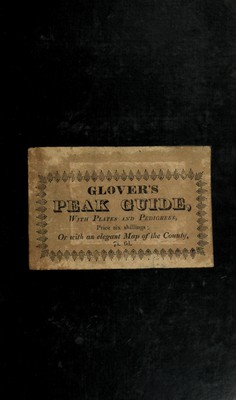 GLOVER'S
PEAK GUIDE,
WITH PLATES AND PEDIGREES,
Price six shillings;
Or with an elegant Map of the County,
7s. 6d.